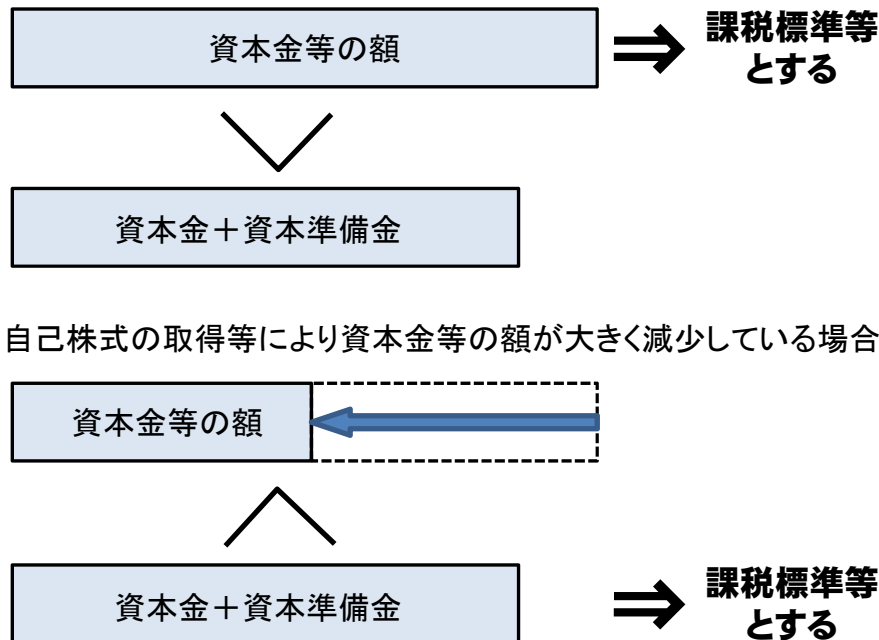 資本金等の額
課税標準等
とする
資本金＋資本準備金
自己株式の取得等により資本金等の額が大きく減少している場合
資本金等の額
資本金＋資本準備金
課税標準等
とする